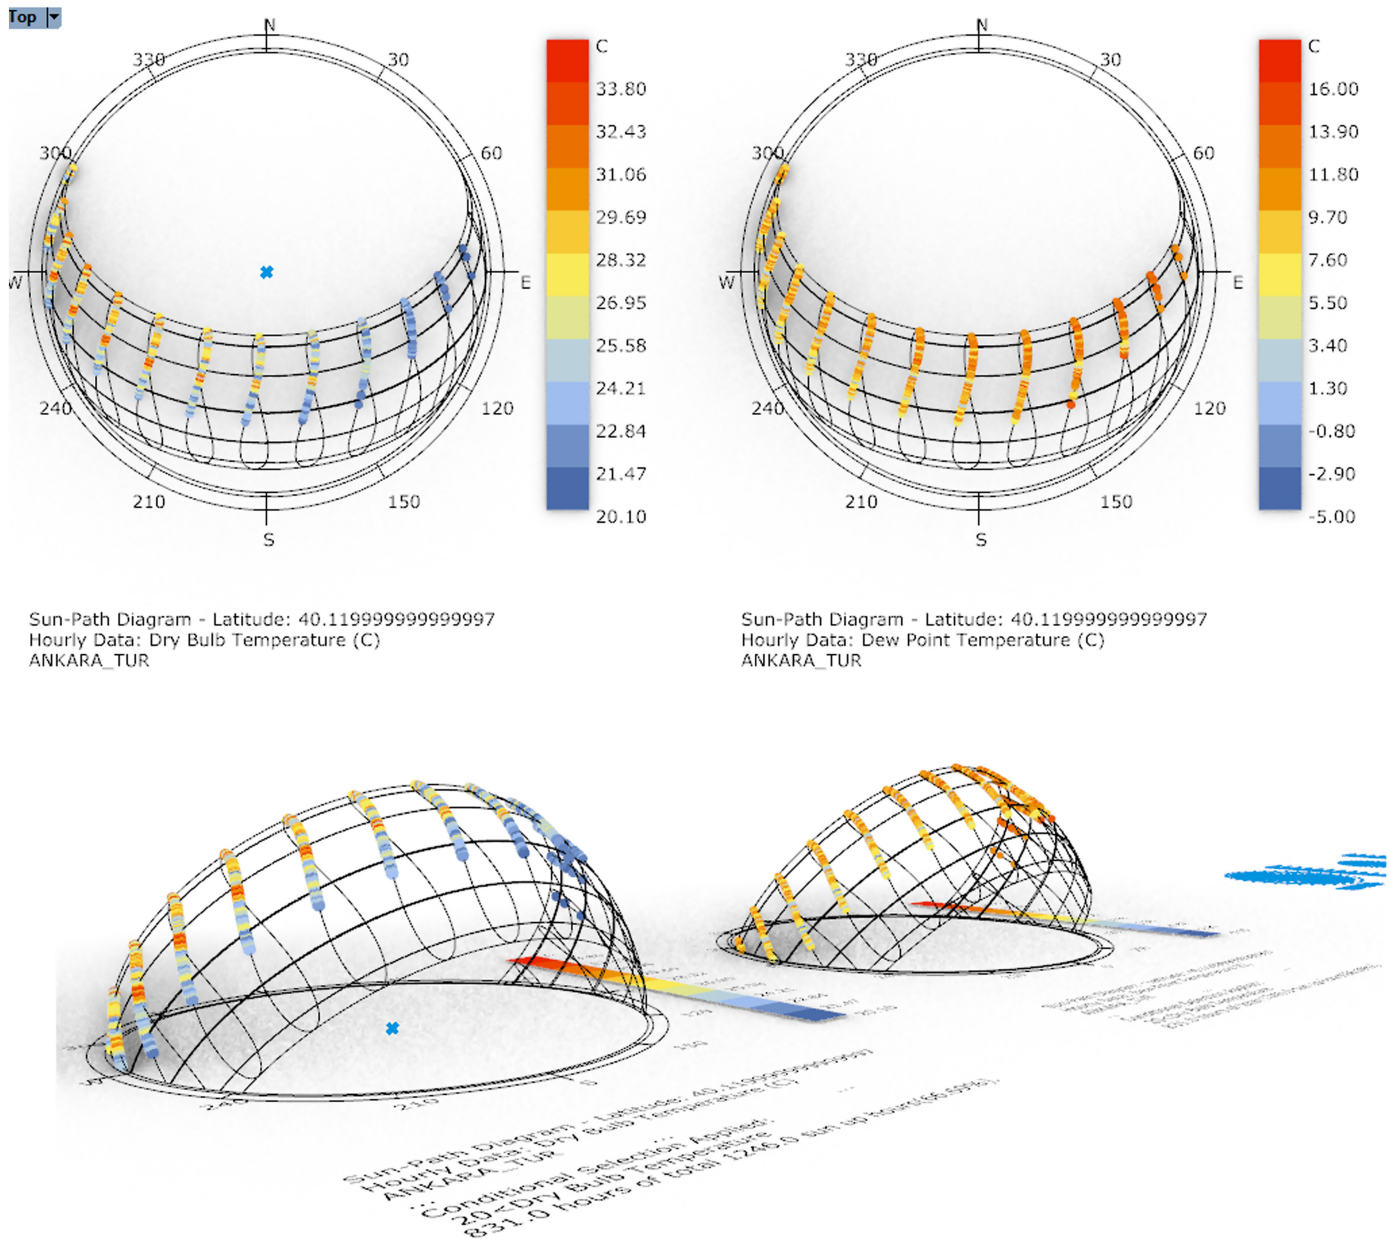 Top
N
330
30
300
60
W
E
240
120
210
150
S
C
33.80
32.43
31.06
29.69
28.32
26.95
25.58
24.21
22.84
21.47
20.10
Sun-Path Diagram - Latitude: 40.119999999999997
Hourly Data: Dry Bulb Temperature (C)
ANKARA_TUR
N
330
30
300
60
W
E
240
120
210
150
S
C
16.00
13.90
11.80
9.70
7.60
5.50
3.40
1.30
-0.80
-2.90
-5.00
Sun-Path Diagram - Latitude: 40.119999999999997
Hourly Data: Dew Point Temperature (C)
ANKARA_TUR
W
240
210
Sun-Path Diagram - Latitude: 40.119999999999997
Hourly Data: Dry Bulb Temperature (C)
ANKARA_TUR
...
Conditional Selection Applied:
20<Dry Bulb Temperature
831.0 hours of total 1246.0 sun up hours(66.69%).